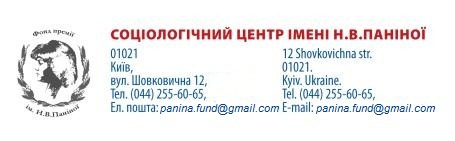 Фонд премії
ім. Н.В.Паніної
СОЦІОЛОГІЧНИЙ ЦЕНТР ІМЕНІ Н.В.ПАНІНОЇ
01021
Київ,
вул. Шовковична 12,
Тел. (044) 255-60-65,
Ел. пошта: panina.fund@gmail.com
12 Shovkovichna str.
01021.
Kyiv. Ukraine.
Тел. (044) 255-60-65,
E-mail: panina.fund@gmail.com